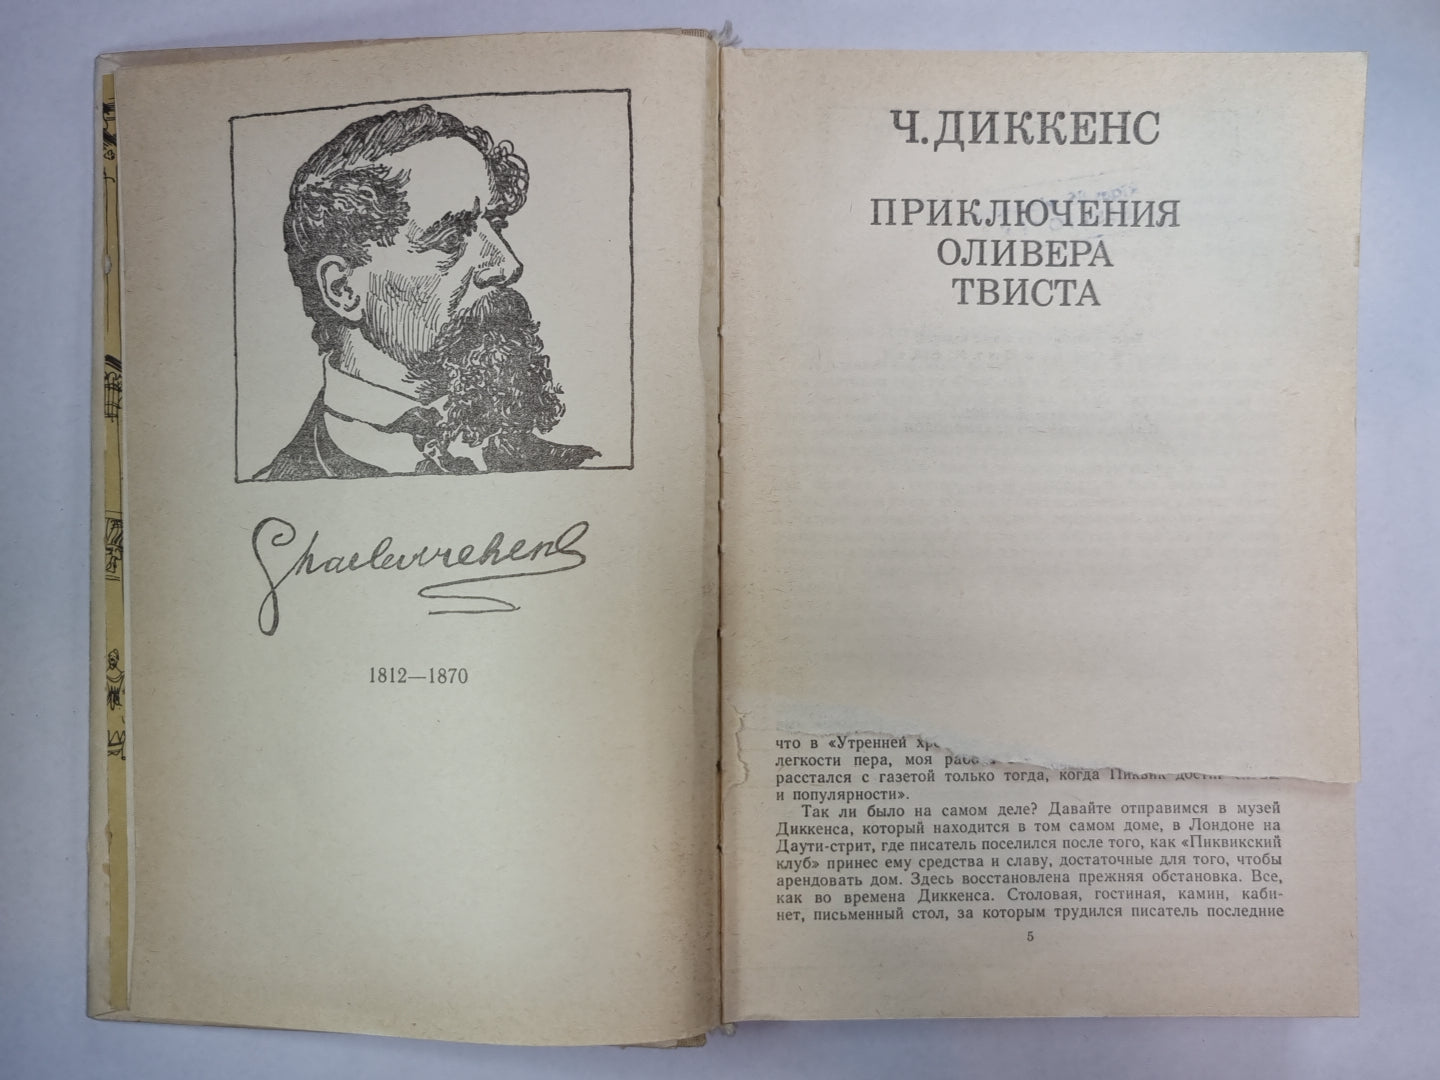 1812—1870
Ч. ДИККЕНС
ПРИКЛЮЧЕНИЯ
ОЛИВЕРА
ТВИСТА
что в «Утренней
легкости пера, моя
расстался с газетой только тогда, когда Пиквик
и популярности».
Так ли было на самом деле? Давайте отправимся в музей
Диккенса, который находится в том самом доме, в Лондоне на
Даути-стрит, где писатель поселился после того, как «Пиквикский
клуб» принес ему средства и славу, достаточные для того, чтобы
арендовать дом. Здесь восстановлена прежняя обстановка. Все,
как во времена Диккенса. Столовая, гостиная, камин, каби-
нет, письменный стол, за которым трудился писатель последние
5